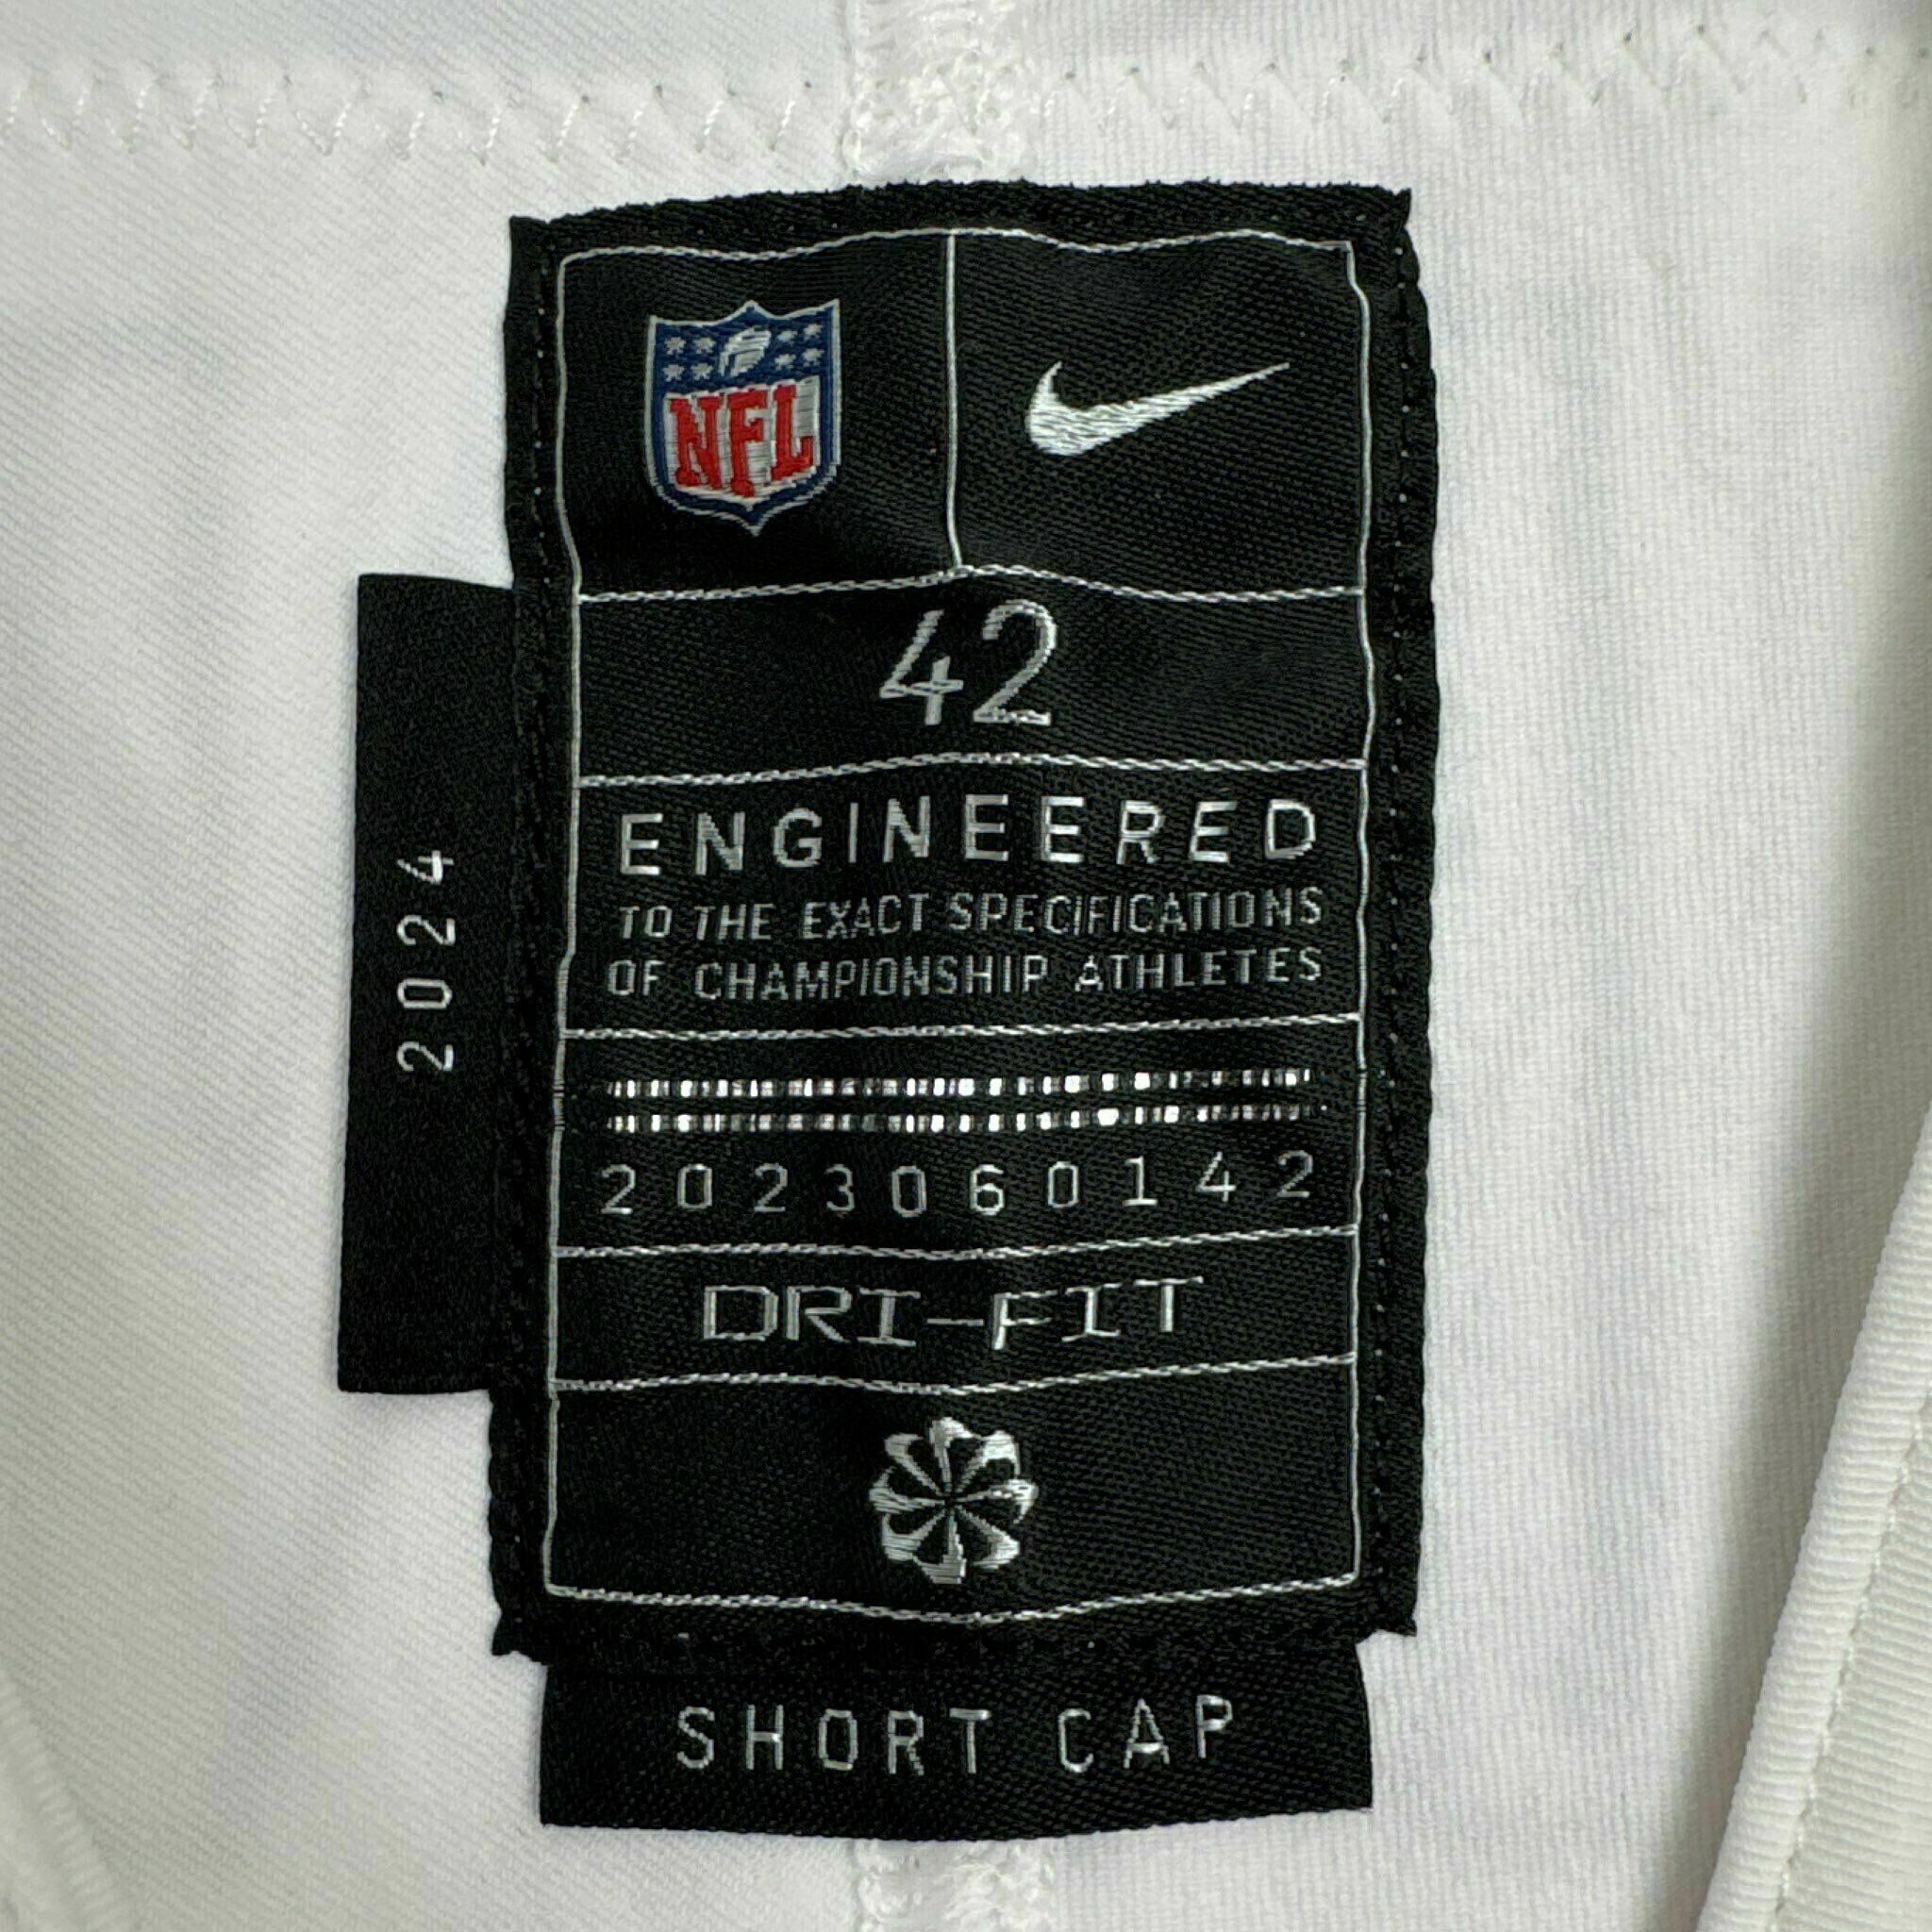 NFL
42
ENGINEERED
TO THE EXACT SPECIFICATIONS
OF CHAMPIONSHIP ATHLETES
2023060142
DRI-FIT
SHORT CAP
2024